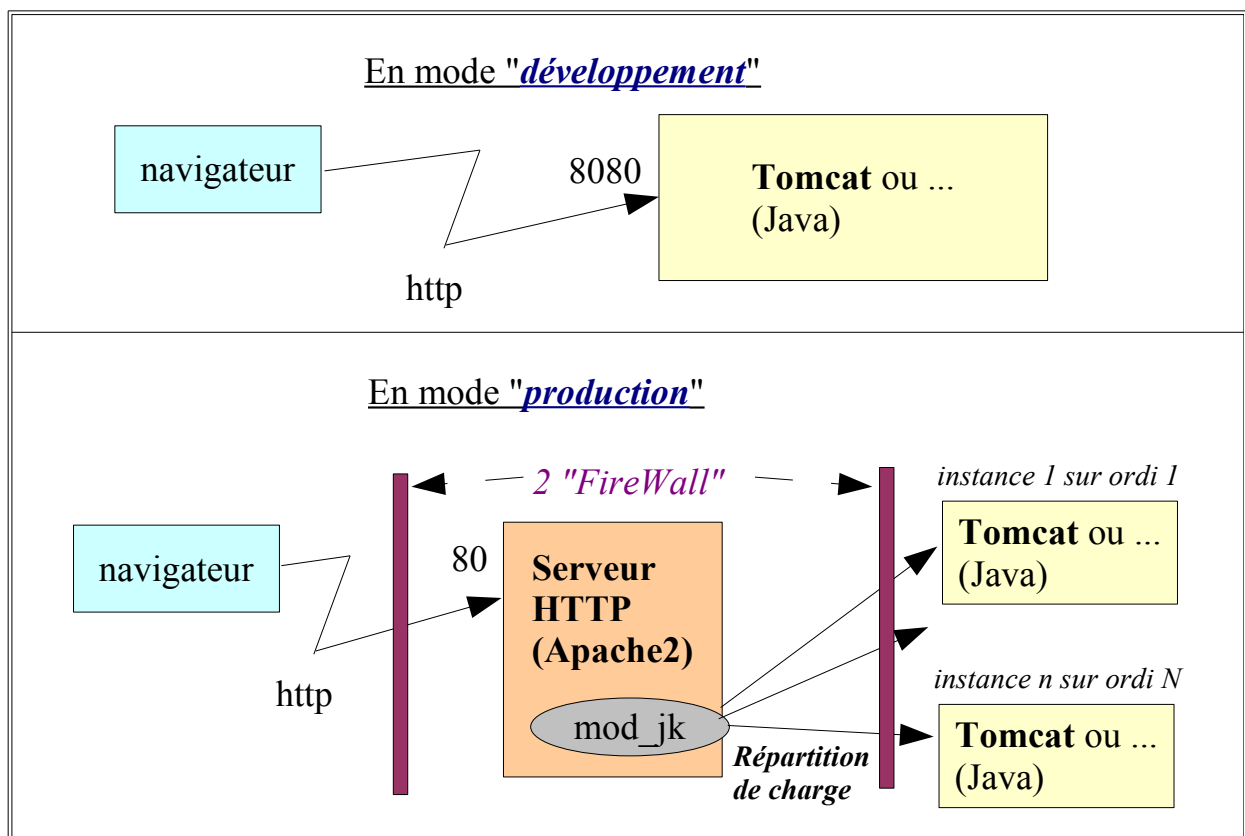 En mode "développement"
navigateur
8080
Tomcat ou ...
(Java)
http
En mode "production"
2 "FireWall"
instance 1 sur ordi 1
navigateur
80
Serveur
HTTP
(Apache2)
Tomcat ou ...
(Java)
http
mod_jk
Répartition
de charge
instance n sur ordi N
Tomcat ou ...
(Java)